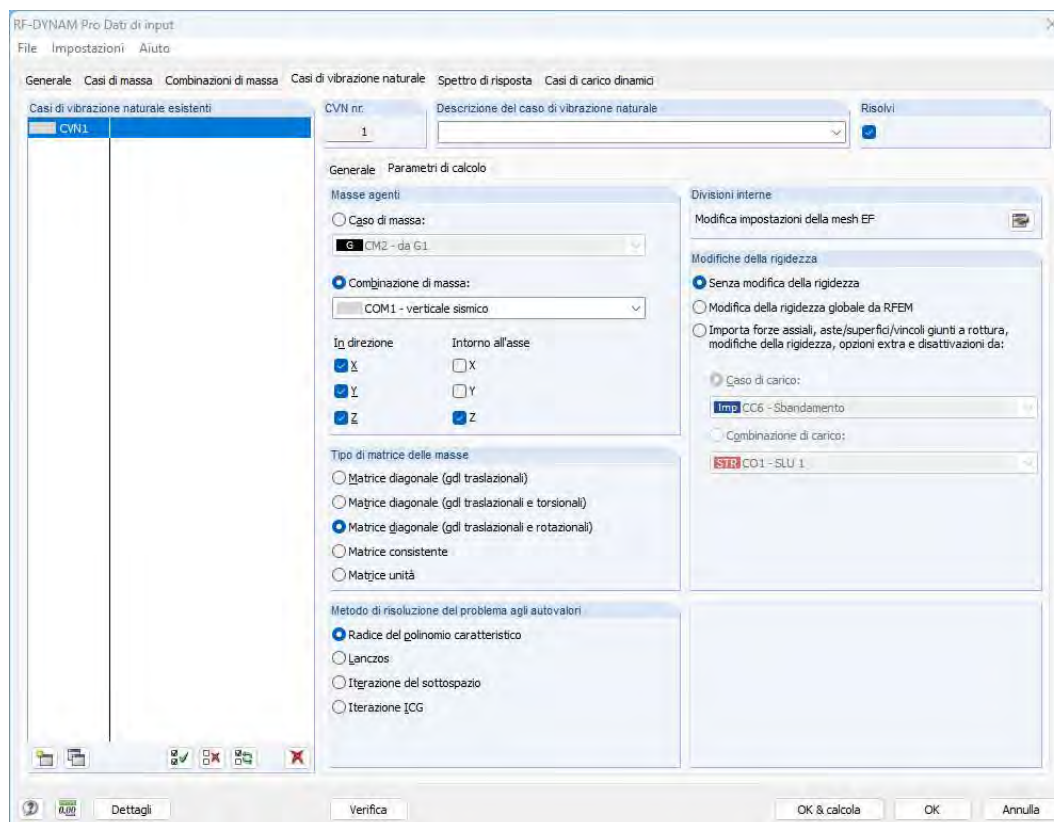 RF-DYNAM Pro Dati di input
File Impostazioni Aiuto
Generale Casi di massa Combinazioni di massa Casi di vibrazione naturale Spettro di risposta Casi di carico dinamici
Casi di vibrazione naturale esistenti
CVN1
CVN nr.
1
Descrizione del caso di vibrazione naturale
Risolvi
Generale Parametri di calcolo
Masse agenti
Caso di massa:
G CM2 - da G1
Combinazione di massa:
COM1 - verticale sismico
In direzione Intorno all'asse
X X
Y Y
Z Z
Tipo di matrice delle masse
Matrice diagonale (gdl traslazionali)
Matrice diagonale (gdl traslazionali e torsionali)
Matrice diagonale (gdl traslazionali e rotazionali)
Matrice consistente
Matrice unità
Metodo di risoluzione del problema agli autovalori
Radice del polinomio caratteristico
Lanczos
Iterazione del sottospazio
Iterazione ICG
Divisioni interne
Modifica impostazioni della mesh EF
Modifiche della rigidezza
Senza modifica della rigidezza
Modifica della rigidezza globale da RFEM
Importa forze assiali, aste/superfici/vincoli giunti a rottura,
modifiche della rigidezza, opzioni extra e disattivazioni da:
Caso di carico:
Imp CC6 - Sbandamento
Combinazione di carico:
STR CO1 - SLU 1
0,00
Dettagli Verifica OK & calcola OK Annulla